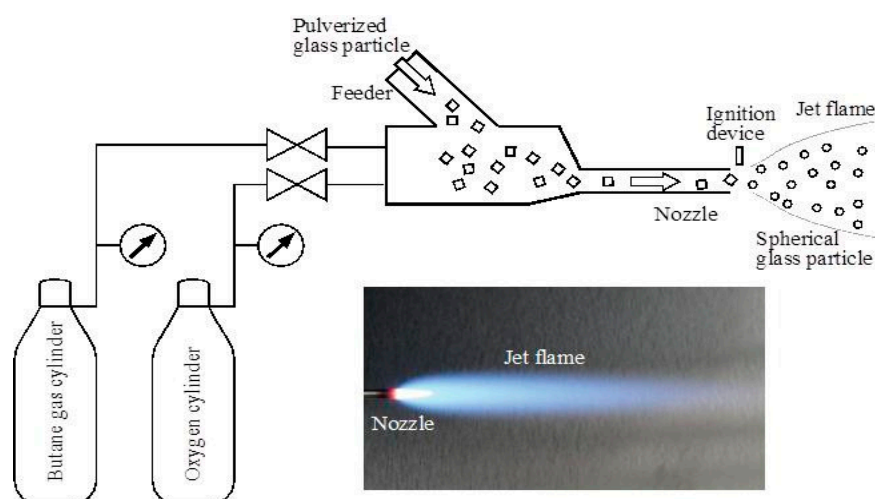 Pulverized
glass particle
Feeder
Ignition
device
Jet flame
Nozzle
Spherical
glass particle
Butane gas cylinder
Oxygen cylinder
Jet flame
Nozzle